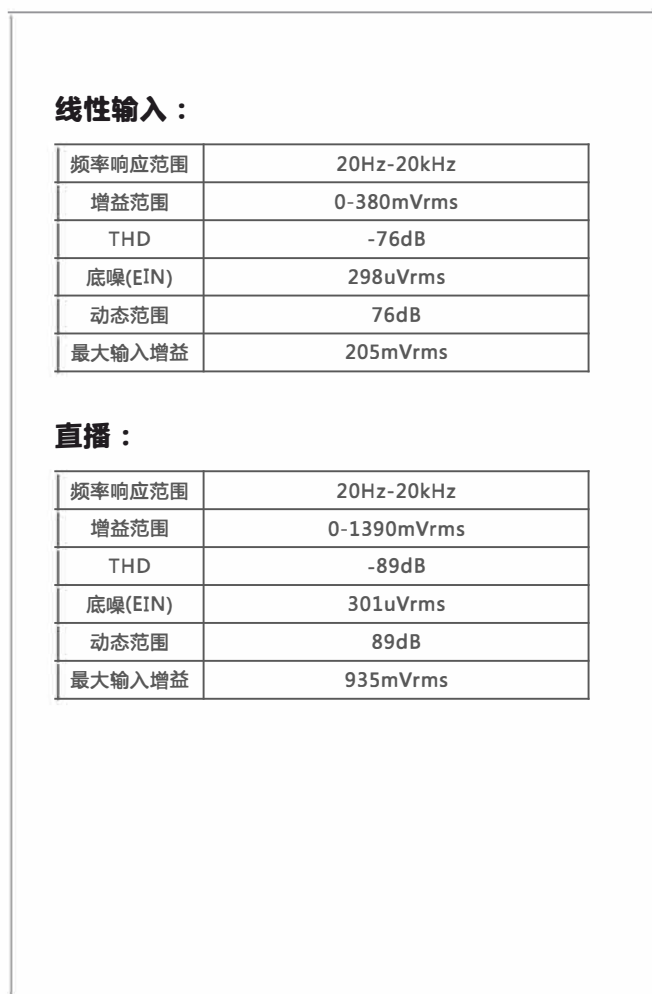 线性输入：
频率响应范围 20Hz-20kHz
增益范围 0-380mVrms
THD -76dB
底噪(EIN) 298uVrms
动态范围 76dB
最大输入增益 205mVrms
直播：
频率响应范围 20Hz-20kHz
增益范围 0-1390mVrms
THD -89dB
底噪(EIN) 301uVrms
动态范围 89dB
最大输入增益 935mVrms